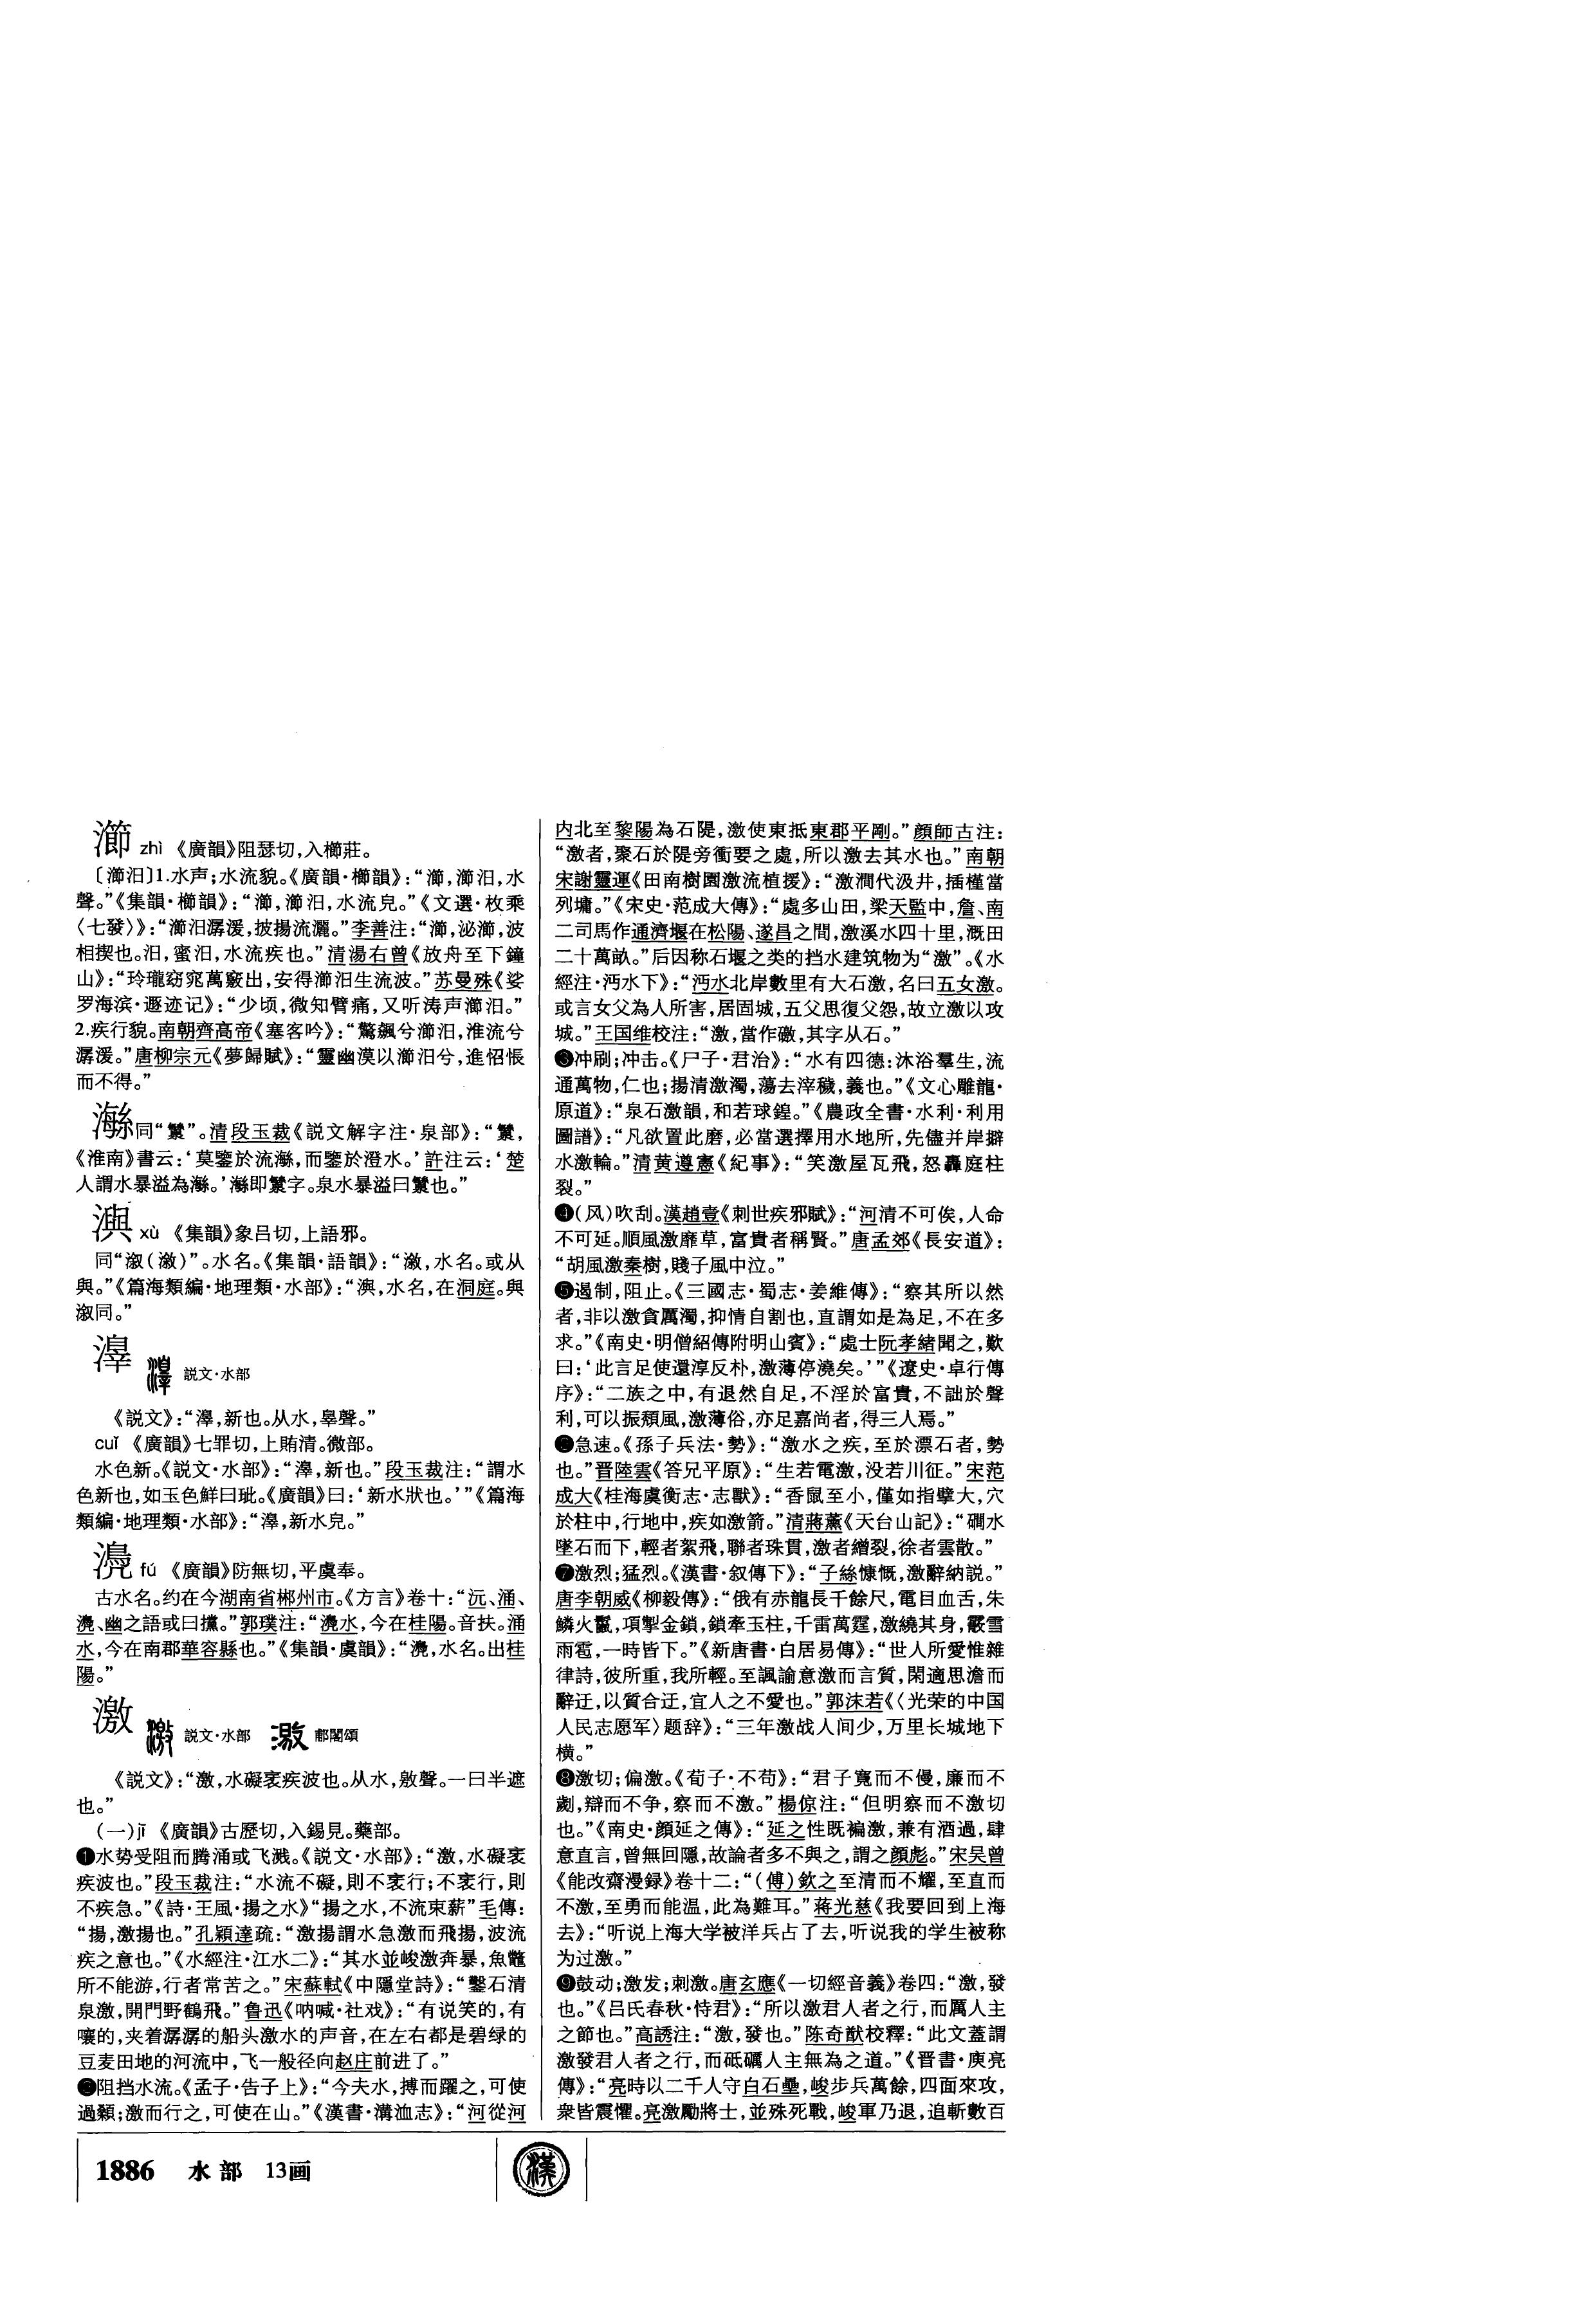 㴉 zhì 《廣韻》阻瑟切,入櫛莊。
〔㴉汨〕1.水声;水流貌。《廣韻·櫛韻》:“㴉,㴉汨,水
聲。”《集韻·櫛韻》:“㴉,㴉汨,水流皃。”《文選·枚乘
〈七發〉》:“㴉汨潺湲,披揚流灑。”李善注:“㴉,泌㴉,波
相揳也。汨,蜜汨,水流疾也。”清湯右曾《放舟至下鐘
山》:“玲瓏窈窕萬竅出,安得㴉汨生流波。”苏曼殊《娑
罗海滨·遯迹记》:“少顷,微知臂痛,又听涛声㴉汨。”
2.疾行貌。南朝齊高帝《塞客吟》:“驚飆兮㴉汨,淮流兮
潺湲。”唐柳宗元《夢歸賦》:“靈幽漠以㴉汨兮,進怊悵
而不得。”
同“灥”。清段玉裁《説文解字注·泉部》:
《淮南》書云:‘莫鑒於流㶗,而鑒於澄水。’許注云:‘楚
人謂水暴溢為㶗。’㶗即字。泉水暴溢曰也。”
㵰 xù 《集韻》象吕切,上語邪。
同“溆(漵)”。水名。《集韻·語韻》:“漵,水名。或从
與。”《篇海類編·地理類·水部》:“㵰,水名,在洞庭。與
溆同。”
㵏 説文·水部
《説文》:“㵏,新也。从水,辠聲。”
cuǐ 《廣韻》七罪切,上賄清。微部。
水色新。《説文·水部》:“㵏,新也。”段玉裁注:“謂水
色新也,如玉色鮮曰玼。《廣韻》曰:‘新水狀也。’”《篇海
類編·地理類·水部》:“㵏,新水皃。”
澓 fú 《廣韻》防無切,平虞奉。
古水名。约在今湖南省郴州市。《方言》卷十:“沅、涌、
、幽之語或曰攩。”郭璞注:“水,今在桂陽。音扶。涌
水,今在南郡華容縣也。”《集韻·虞韻》:“水名。出桂
陽。”
激 説文·水部 激 郙閣頌
《説文》:“激,水礙衺疾波也。从水,敫聲。一曰半遮
也。”
(一)jī 《廣韻》古歷切,入錫見。藥部。
❶水势受阻而腾涌或飞溅。《説文·水部》:“激,水礙衺
疾波也。”段玉裁注:“水流不礙,則不衺行;不衺行,則
不疾急。”《詩·王風·揚之水》“揚之水,不流束薪”毛傳:
“揚,激揚也。”孔穎達疏:“激揚謂水急激而飛揚,波流
疾之意也。”《水經注·江水二》:“其水並峻激奔暴,魚鼈
所不能游,行者常苦之。”宋蘇軾《中隱堂詩》:“鑿石清
泉激,開門野鶴飛。”鲁迅《呐喊·社戏》:“有说笑的,有
嚷的,夹着潺潺的船头激水的声音,在左右都是碧绿的
豆麦田地的河流中,飞一般径向赵庄前进了。”
❷阻挡水流。《孟子·告子上》:“今夫水,搏而躍之,可使
過顙;激而行之,可使在山。”《漢書·溝洫志》:“河從河
内北至黎陽為石隄,激使東抵東郡平剛。”顏師古注:
“激者,聚石於隄旁衝要之處,所以激去其水也。”南朝
宋謝靈運《田南樹園激流植援》:“激澗代汲井,插槿當
列墉。”《宋史·范成大傳》:“處多山田,梁天監中,詹、南
二司馬作通濟堰在松陽、遂昌之間,激溪水四十里,溉田
二十萬畝。”后因称石堰之类的挡水建筑物为“激”。《水
經注·沔水下》:“沔水北岸數里有大石激,名曰五女激。
或言女父為人所害,居固城,五父思復父怨,故立激以攻
城。”王国维校注:“激,當作礉,其字从石。”
❸冲刷;冲击。《尸子·君治》:“水有四德:沐浴羣生,流
通萬物,仁也;揚清激濁,蕩去滓穢,義也。”《文心雕龍·
原道》:“泉石激韻,和若球鍠。”《農政全書·水利·利用
圖譜》:“凡欲置此磨,必當選擇用水地所,先儘并岸擗
水激輪。”清黄遵憲《紀事》:“笑激屋瓦飛,怒轟庭柱
裂。”
❹(风)吹刮。漢趙壹《刺世疾邪賦》:“河清不可俟,人命
不可延。順風激靡草,富貴者稱賢。”唐孟郊《長安道》:
“胡風激秦樹,賤子風中泣。”
❺遏制,阻止。《三國志·蜀志·姜維傳》:“察其所以然
者,非以激貪厲濁,抑情自割也,直謂如是為足,不在多
求。”《南史·明僧紹傳附明山賓》:“處士阮孝緒聞之,歎
曰:‘此言足使還淳反朴,激薄停澆矣。’”《遼史·卓行傳
序》:“二族之中,有退然自足,不淫於富貴,不詘於聲
利,可以振頹風,激薄俗,亦足嘉尚者,得三人焉。”
❻急速。《孫子兵法·勢》:“激水之疾,至於漂石者,勢
也。”晋陸雲《答兄平原》:“生若電激,没若川征。”宋范
成大《桂海虞衡志·志獸》:“香鼠至小,僅如指擘大,穴
於柱中,行地中,疾如激箭。”清蔣薰《天台山記》:“磵水
墜石而下,輕者絮飛,聯者珠貫,激者繒裂,徐者雲散。”
❼激烈;猛烈。《漢書·叙傳下》:“子絲慷慨,激辭納説。”
唐李朝威《柳毅傳》:“俄有赤龍長千餘尺,電目血舌,朱
鱗火鬣,項掣金鎖,鎖牽玉柱,千雷萬霆,激繞其身,霰雪
雨雹,一時皆下。”《新唐書·白居易傳》:“世人所愛惟雜
律詩,彼所重,我所輕。至諷諭意激而言質,閑適思澹而
辭迂,以質合迂,宜人之不愛也。”郭沫若《〈光荣的中国
人民志愿军〉题辞》:“三年激战人间少,万里长城地下
横。”
❽激切;偏激。《荀子·不苟》:“君子寬而不僈,廉而不
劌,辯而不争,察而不激。”楊倞注:“但明察而不激切
也。”《南史·顏延之傳》:“延之性既褊激,兼有酒過,肆
意直言,曾無回隱,故論者多不與之,謂之顏彪。”宋吴曾
《能改齋漫録》卷十二:“(傅)欽之至清而不耀,至直而
不激,至勇而能温,此為難耳。”蒋光慈《我要回到上海
去》:“听说上海大学被洋兵占了去,听说我的学生被称
为过激。”
❾鼓动;激发;刺激。唐玄應《一切經音義》卷四:“激,發
也。”《吕氏春秋·恃君》:“所以激君人者之行,而厲人主
之節也。”高誘注:“激,發也。”陈奇猷校釋:“此文蓋謂
激發君人者之行,而砥礪人主無為之道。”《晋書·庾亮
傳》:“亮時以二千人守白石壘,峻步兵萬餘,四面來攻,
衆皆震懼。亮激勵將士,並殊死戰,峻軍乃退,追斬數百
1886 水部 13画
漢